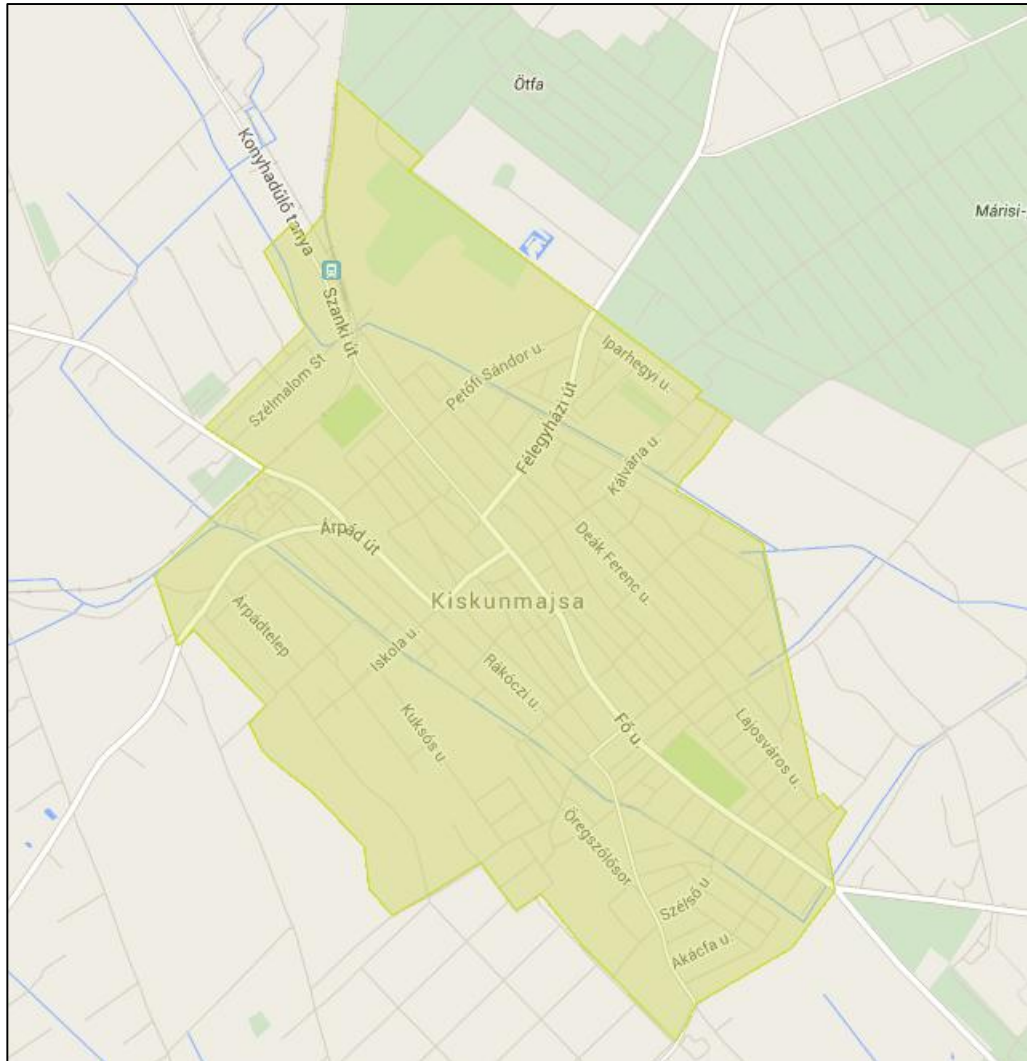 Ötfa
Konyhadűlő tanya
Szanki út
Iparhegyi u.
Petőfi Sándor u.
Szélmalom St
Félegyházi út
Kálvária u.
Árpád út
Deák Ferenc u.
Kiskunmajsa
Árpádtelep
Iskola u.
Rákóczi u.
Kuksós u.
Fő u.
Lajosváros u.
Öregszőlősor
Szélső u.
Akácfa u.